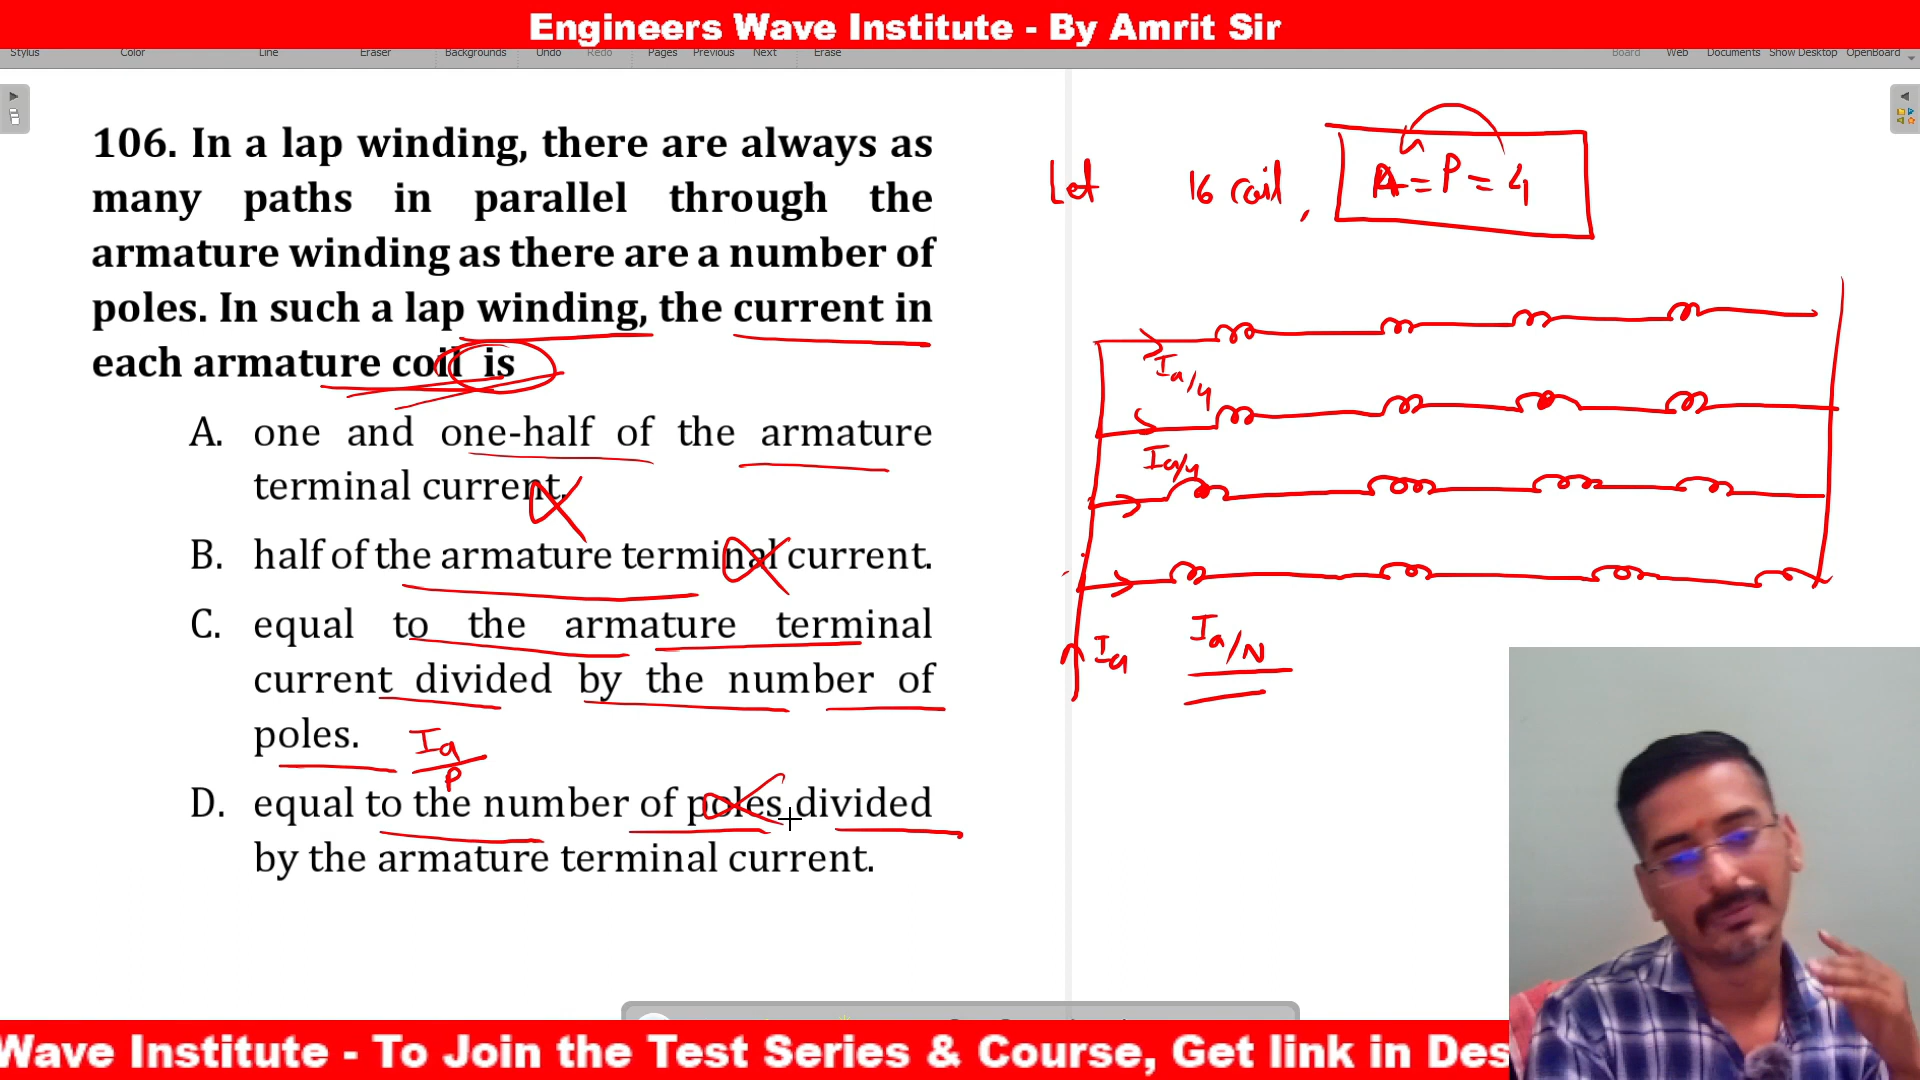 Engineers Wave Institute - By Amrit Sir
Stylus Color Line Eraser Backgrounds Undo Redo Pages Previous Next Erase Board Web Documents Show Desktop OpenBoard
106. In a lap winding, there are always as
many paths in parallel through the
armature winding as there are a number of
poles. In such a lap winding, the current in
each armature coil is
A. one and one-half of the armature
terminal current.
B. half of the armature terminal current.
C. equal to the armature terminal
current divided by the number of
poles.
Ia
P
D. equal to the number of poles divided
by the armature terminal current.
Let 16 coil, A = P = 4
Ia/4
Ia/4
Ia
Ia/N
Wave Institute - To Join the Test Series & Course, Get link in Des